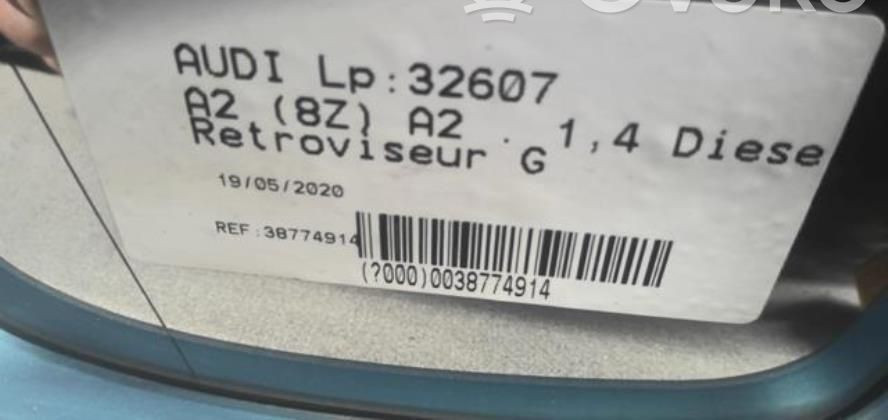 AUDI Lp:32607
A2 (8Z) A2 . 1,4 Diese
Retroviseur G
19/05/2020
REF :38774914
(?000)0038774914